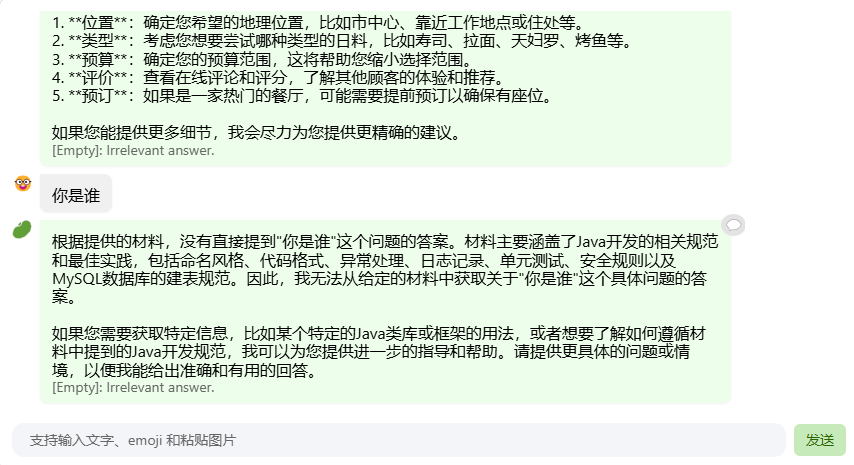 1. **位置**：确定您希望的地理位置，比如市中心、靠近工作地点或住处等。
2. **类型**：考虑您想要尝试哪种类型的日料，比如寿司、拉面、天妇罗、烤鱼等。
3. **预算**：确定您的预算范围，这将帮助您缩小选择范围。
4. **评价**：查看在线评论和评分，了解其他顾客的体验和推荐。
5. **预订**：如果是一家热门的餐厅，可能需要提前预订以确保有座位。
如果您能提供更多细节，我会尽力为您提供更精确的建议。
[Empty]: Irrelevant answer.
你是谁
根据提供的材料，没有直接提到"你是谁"这个问题的答案。材料主要涵盖了Java开发的相关规范
和最佳实践，包括命名风格、代码格式、异常处理、日志记录、单元测试、安全规则以及
MySQL数据库的建表规范。因此，我无法从给定的材料中获取关于"你是谁"这个具体问题的答
案。
如果您需要获取特定信息，比如某个特定的Java类库或框架的用法，或者想要了解如何遵循材
料中提到的Java开发规范，我可以为您提供进一步的指导和帮助。请提供更具体的问题或情
境，以便我能给出准确和有用的回答。
[Empty]: Irrelevant answer.
支持输入文字、emoji 和粘贴图片
发送